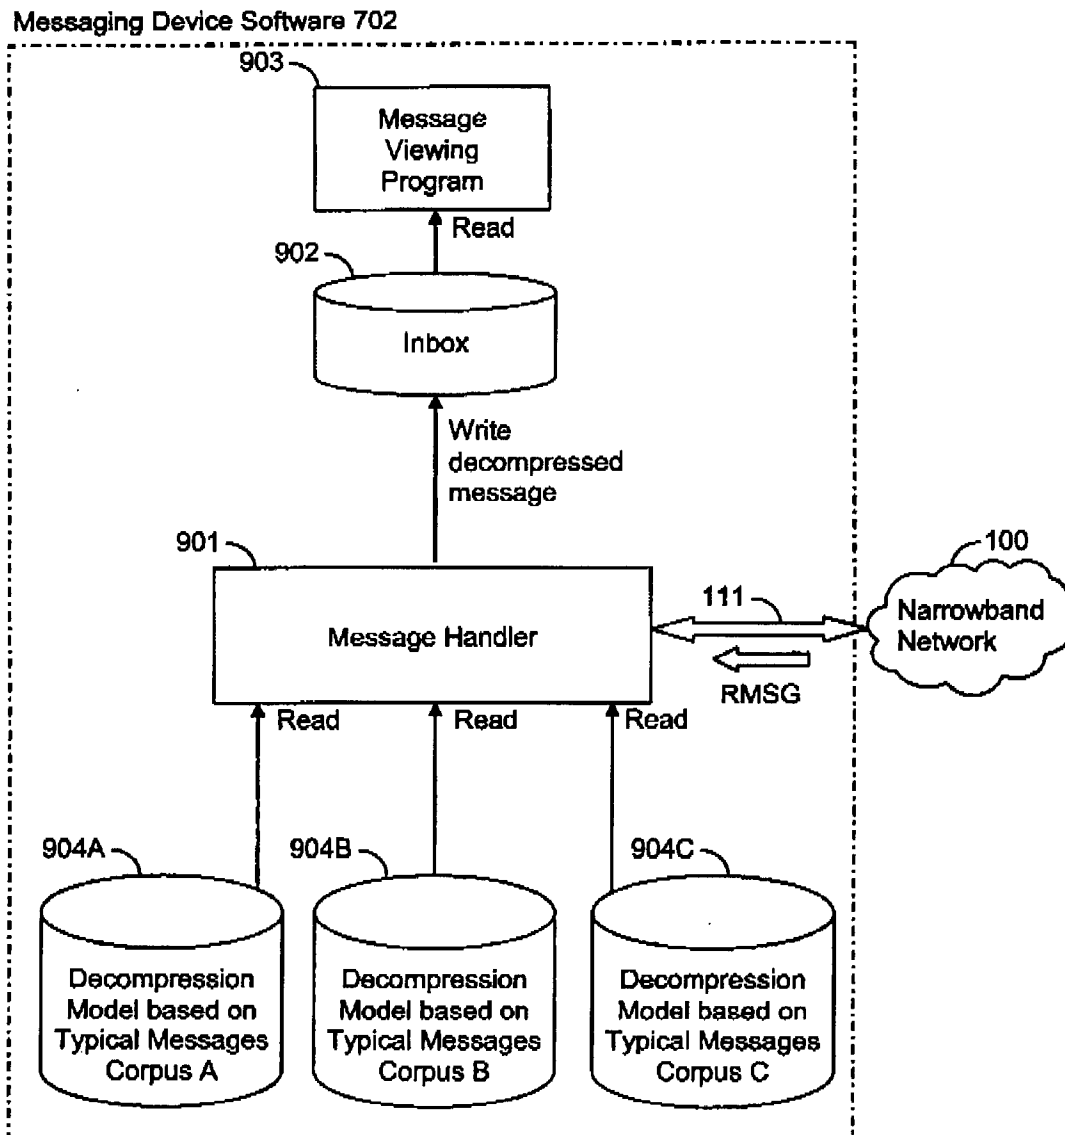 Messaging Device Software 702
903
Message
Viewing
Program
Read
902
Inbox
Write
decompressed
message
901
Message Handler
111
RMSG
100
Narrowband
Network
Read
Read
Read
904A
904B
904C
Decompression
Model based on
Typical Messages
Corpus A
Decompression
Model based on
Typical Messages
Corpus B
Decompression
Model based on
Typical Messages
Corpus C